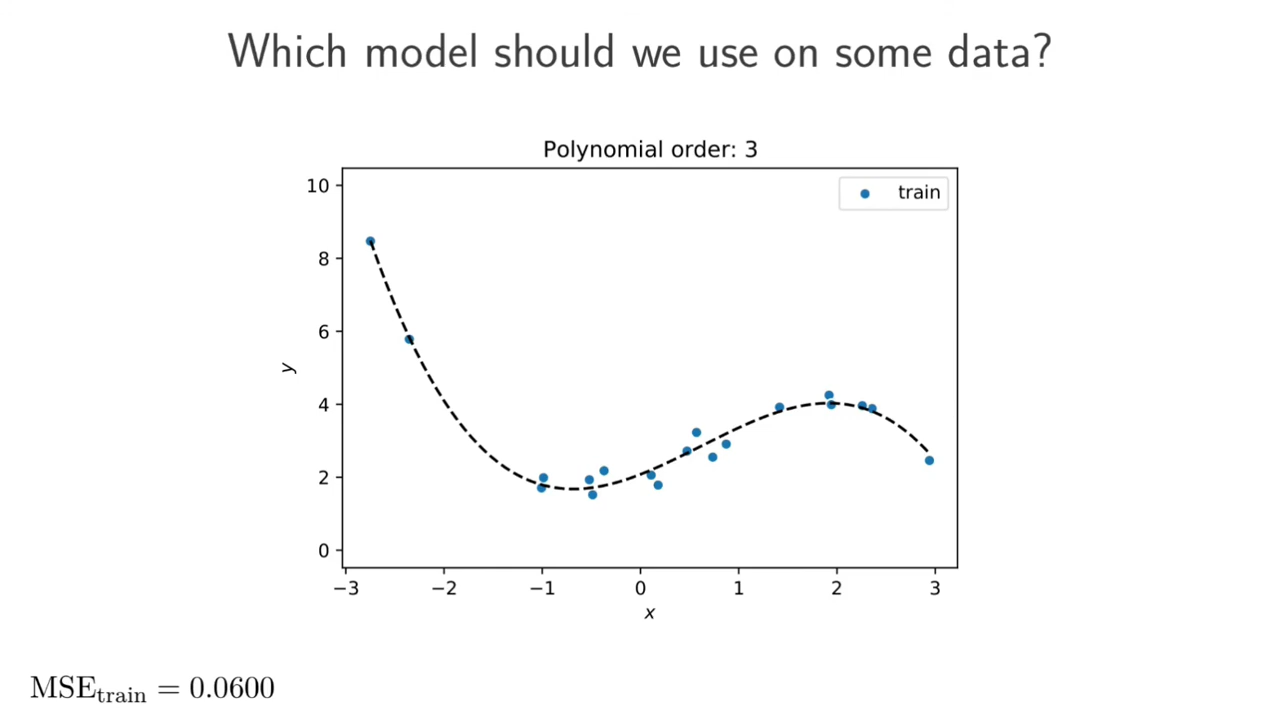 Which model should we use on some data?
Polynomial order: 3
train
10
8
6
4
2
0
y
−3 −2 −1 0 1 2 3
x
MSEtrain = 0.0600